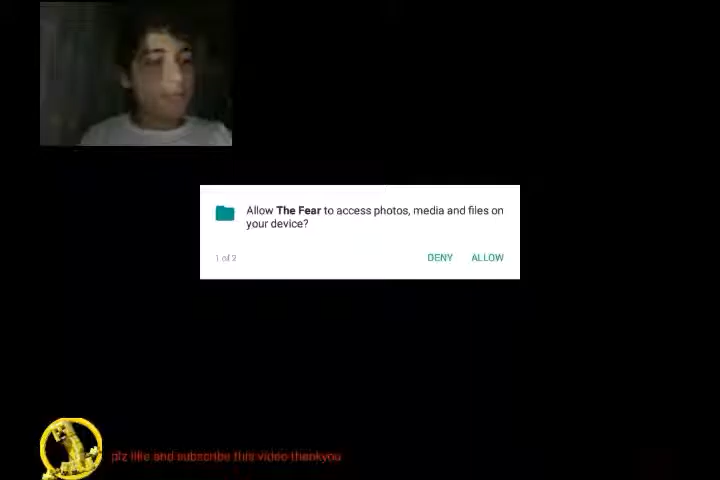 Allow The Fear to access photos, media and files on
your device?
1 of 2
DENY
ALLOW
plz like and subscribe this video thankyou